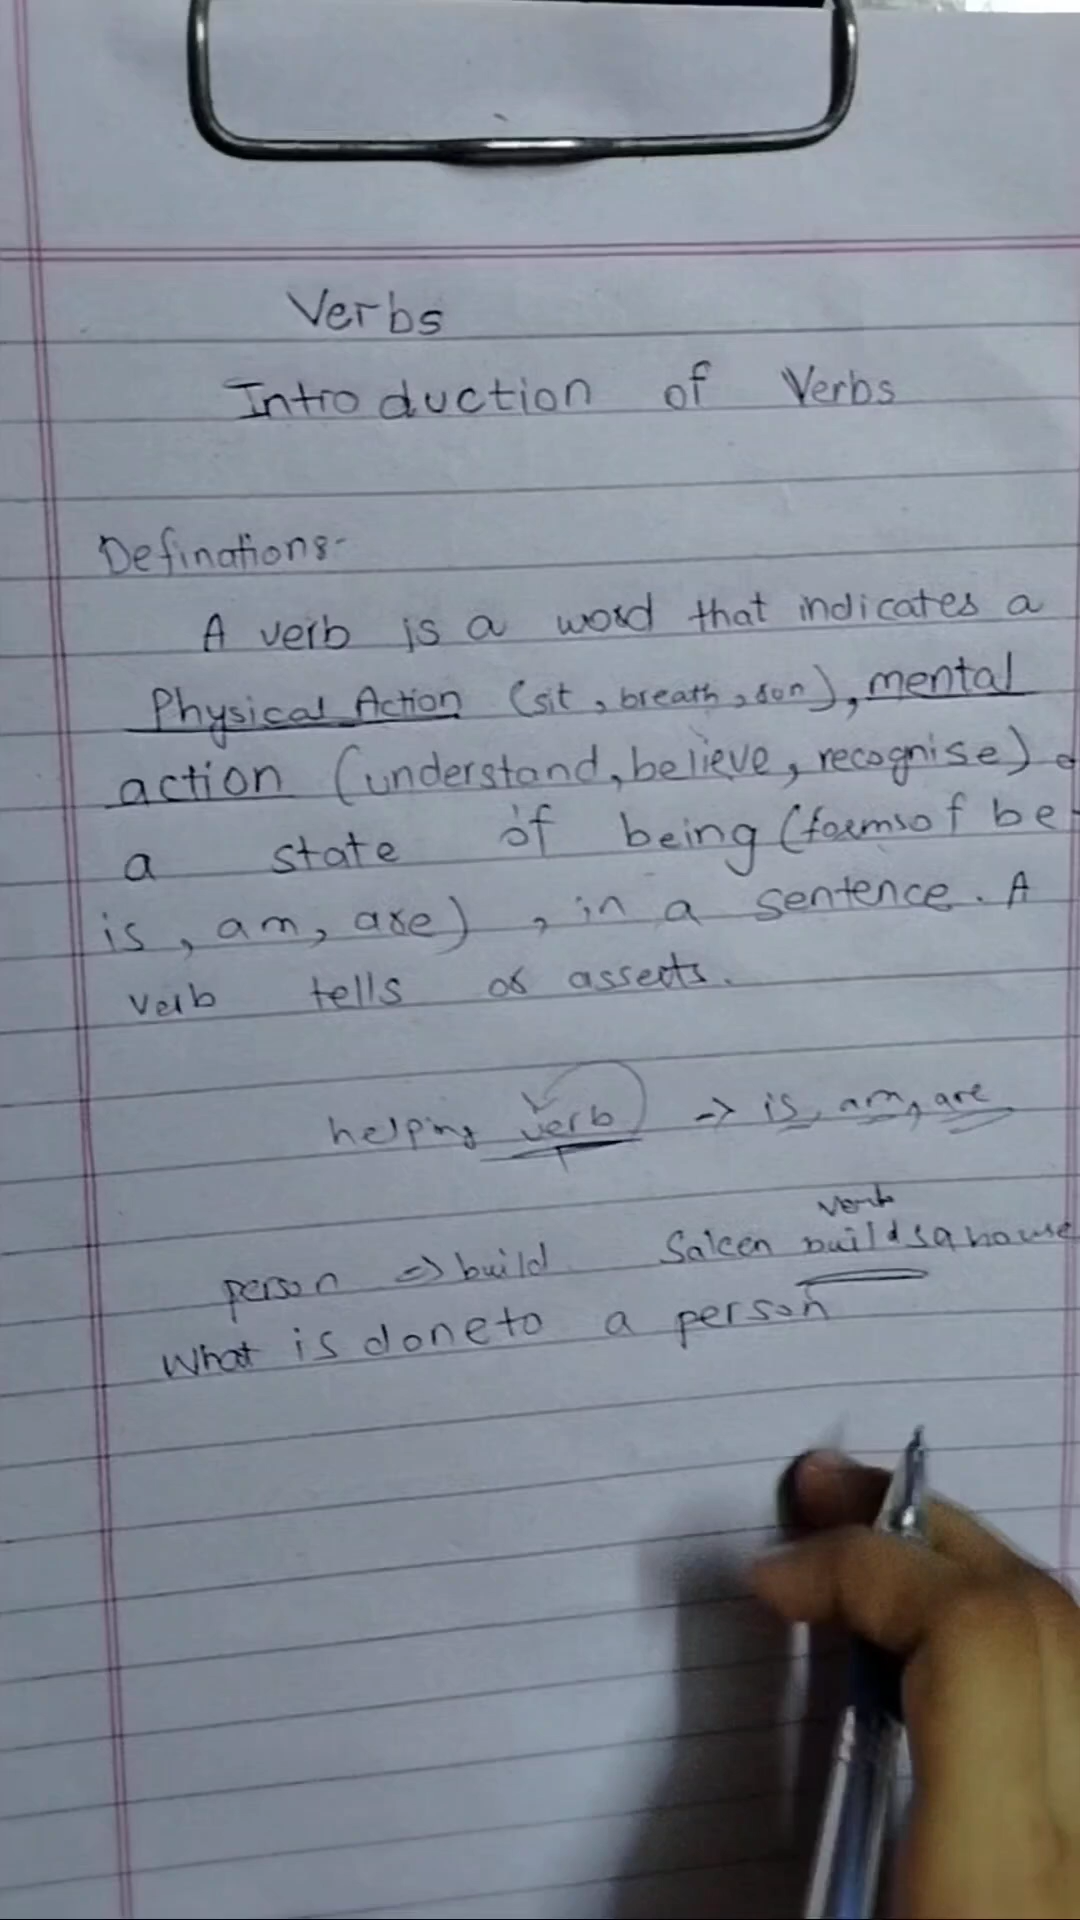 Verbs
Introduction of Verbs
Definations:-
A verb is a word that indicates a
Physical Action (sit, breath, run), mental
action (understand, believe, recognise) o
a state of being (forms of be
is, am, are), in a sentence. A
verb tells or asserts.
helping verb -> is, am, are
verb
person => build Saleen builds a house
What is done to a person